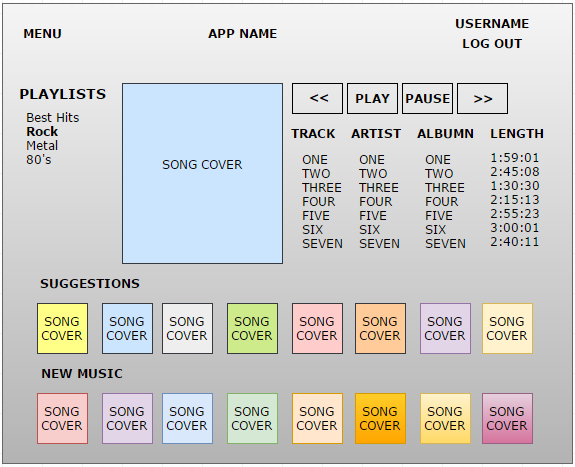 MENU APP NAME USERNAME
LOG OUT
PLAYLISTS
Best Hits
Rock
Metal
80's
SONG COVER
<< PLAY PAUSE >>
TRACK ARTIST ALBUMN LENGTH
ONE ONE ONE 1:59:01
TWO TWO TWO 2:45:08
THREE THREE THREE 1:30:30
FOUR FOUR FOUR 2:15:13
FIVE FIVE FIVE 2:55:23
SIX SIX SIX 3:00:01
SEVEN SEVEN SEVEN 2:40:11
SUGGESTIONS
SONG SONG SONG SONG SONG SONG SONG SONG
COVER COVER COVER COVER COVER COVER COVER COVER
NEW MUSIC
SONG SONG SONG SONG SONG SONG SONG SONG
COVER COVER COVER COVER COVER COVER COVER COVER